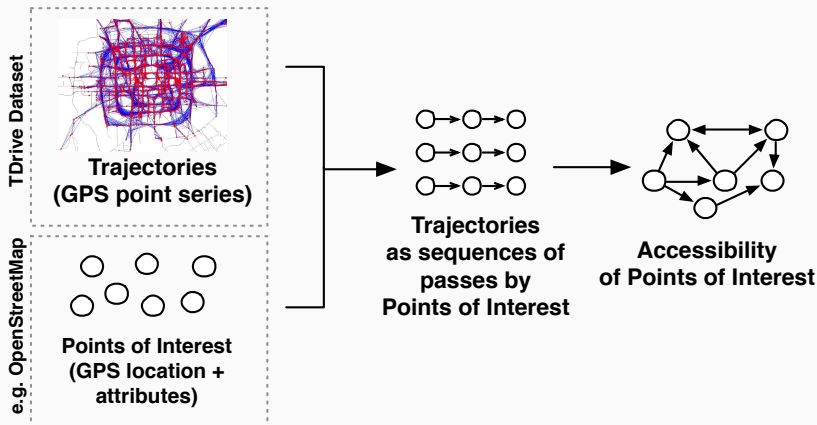 TDrive Dataset
Trajectories
(GPS point series)
e.g. OpenStreetMap
Points of Interest
(GPS location +
attributes)
Trajectories
as sequences of
passes by
Points of Interest
Accessibility
of Points of Interest